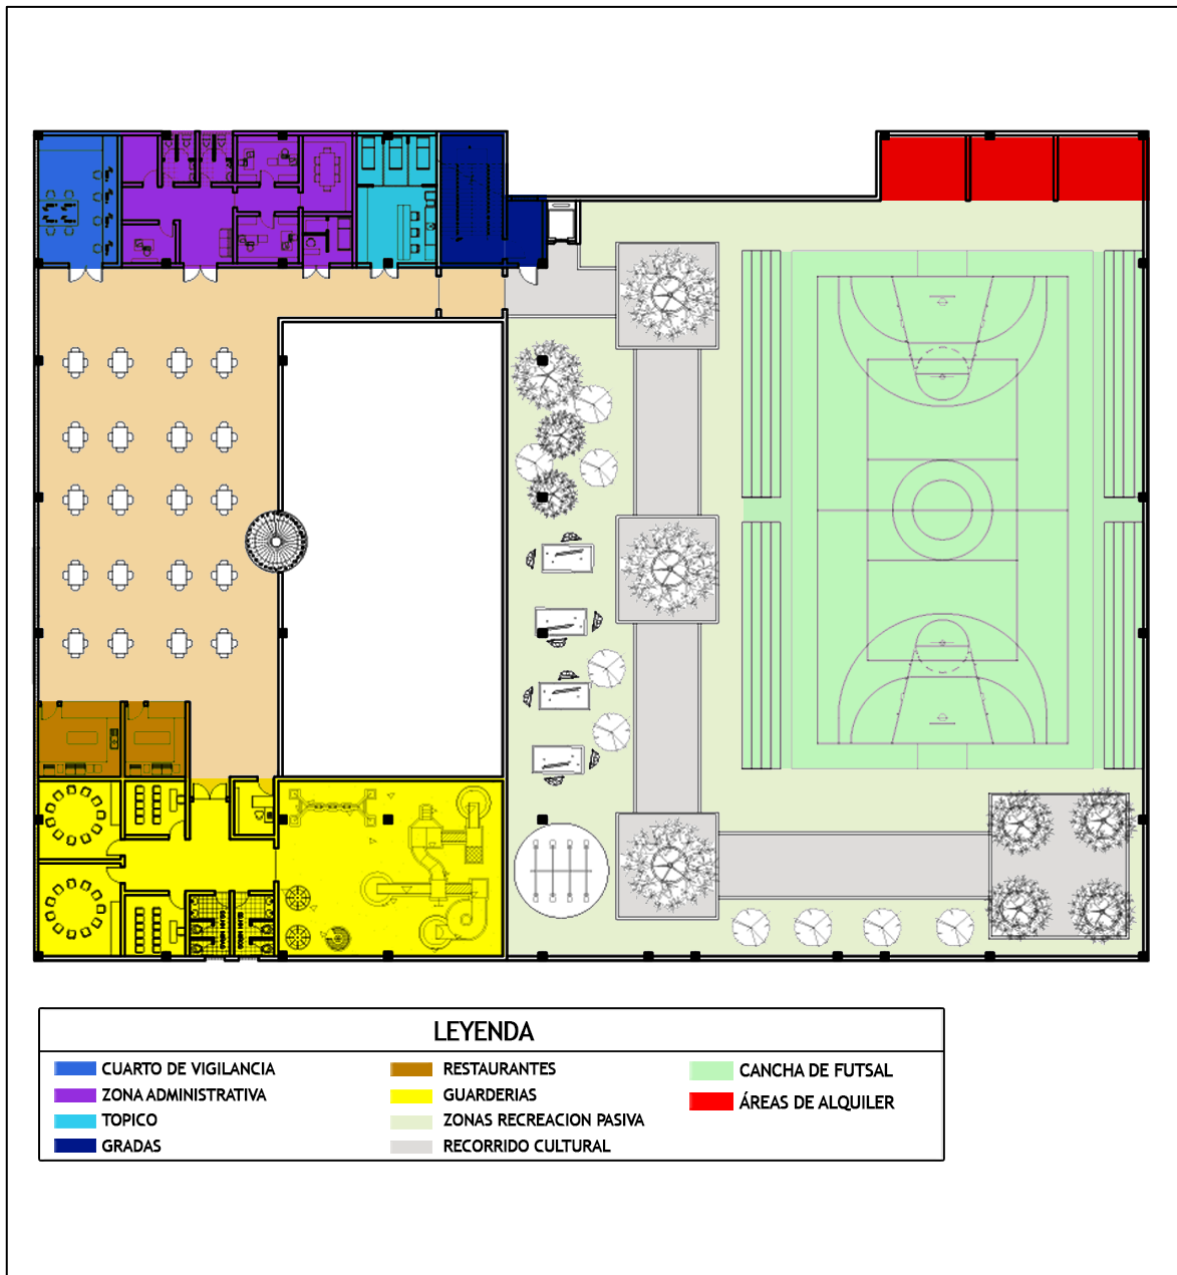 LEYENDA
CUARTO DE VIGILANCIA
ZONA ADMINISTRATIVA
TOPICO
GRADAS
RESTAURANTES
GUARDERIAS
ZONAS RECREACION PASIVA
RECORRIDO CULTURAL
CANCHA DE FUTSAL
ÁREAS DE ALQUILER